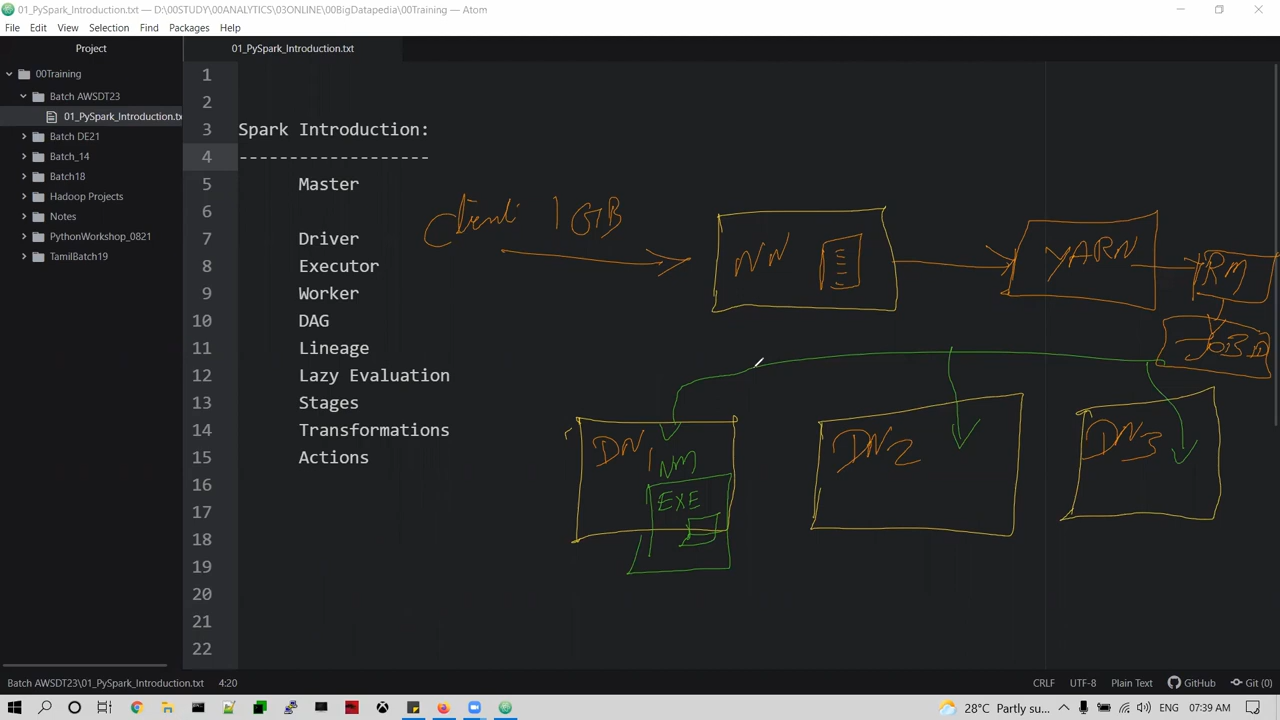 01_PySpark_Introduction.txt — D:\00STUDY\00ANALYTICS\03ONLINE\00BigDatapedia\00Training — Atom
File Edit View Selection Find Packages Help
Project
01_PySpark_Introduction.txt
00Training
Batch AWSDT23
01_PySpark_Introduction.tx
Batch DE21
Batch_14
Batch18
Hadoop Projects
Notes
PythonWorkshop_0821
TamilBatch19
1
2
3 Spark Introduction:
4 -------------------
5 Master
6
7 Driver
8 Executor
9 Worker
10 DAG
11 Lineage
12 Lazy Evaluation
13 Stages
14 Transformations
15 Actions
16
17
18
19
20
21
22
Client 1 GB
NN
YARN
RM
DN1
NM
EXE
DN2
DN3
Batch AWSDT23\01_PySpark_Introduction.txt 4:20
CRLF UTF-8 Plain Text GitHub Git (0)
28°C Partly su... ENG 07:39 AM